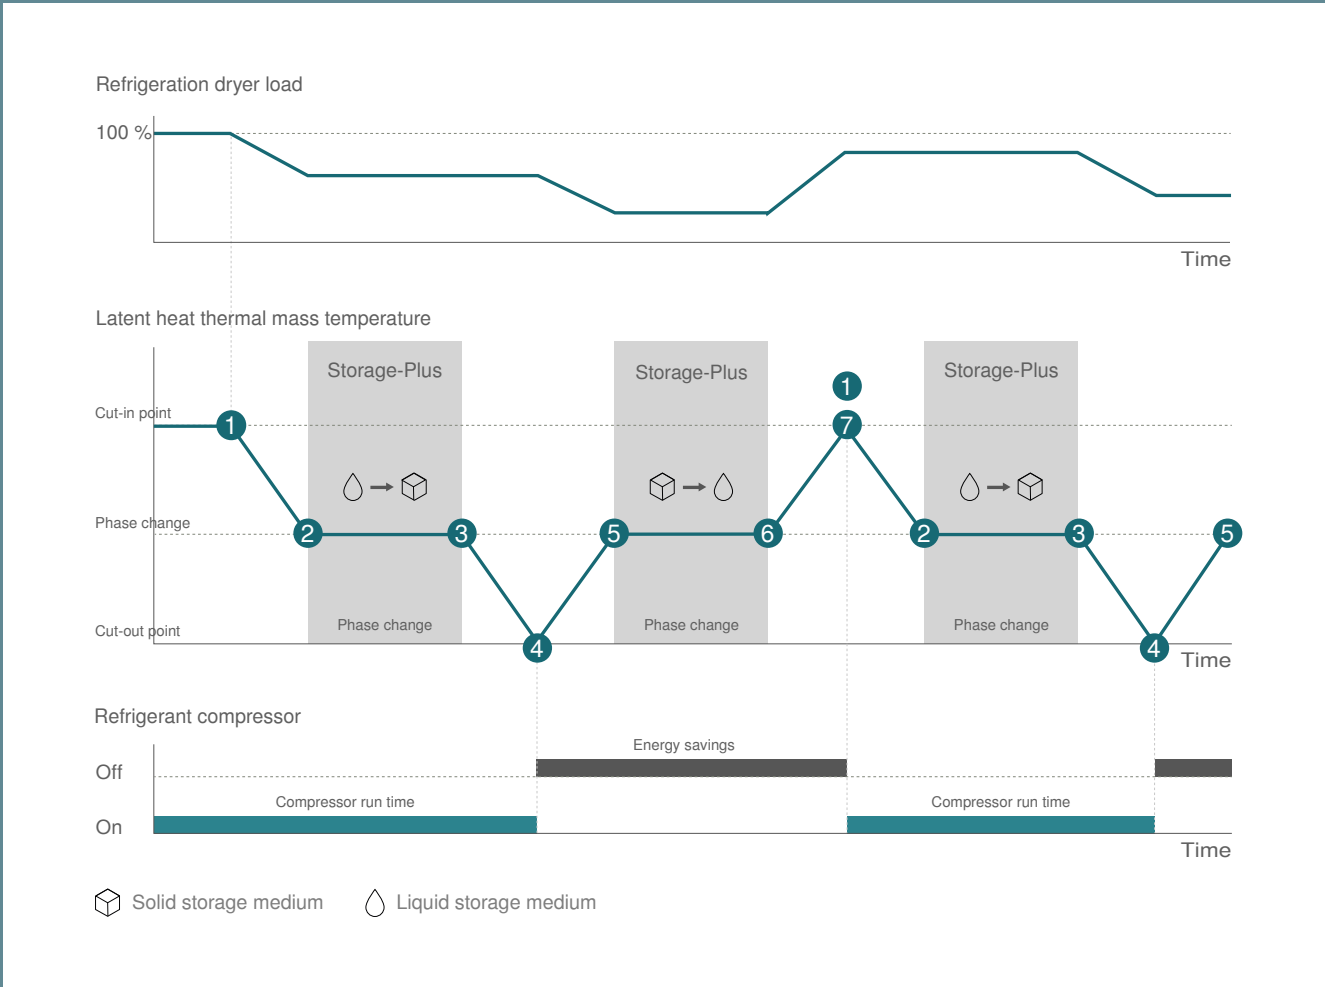 Refrigeration dryer load
100 %
Time
Latent heat thermal mass temperature
Storage-Plus
Storage-Plus
Storage-Plus
1
Cut-in point
1
7
Phase change
2
3
5
6
2
3
5
Cut-out point
Phase change
Phase change
Phase change
4
4
Time
Refrigerant compressor
Energy savings
Off
Compressor run time
Compressor run time
On
Time
Solid storage medium
Liquid storage medium